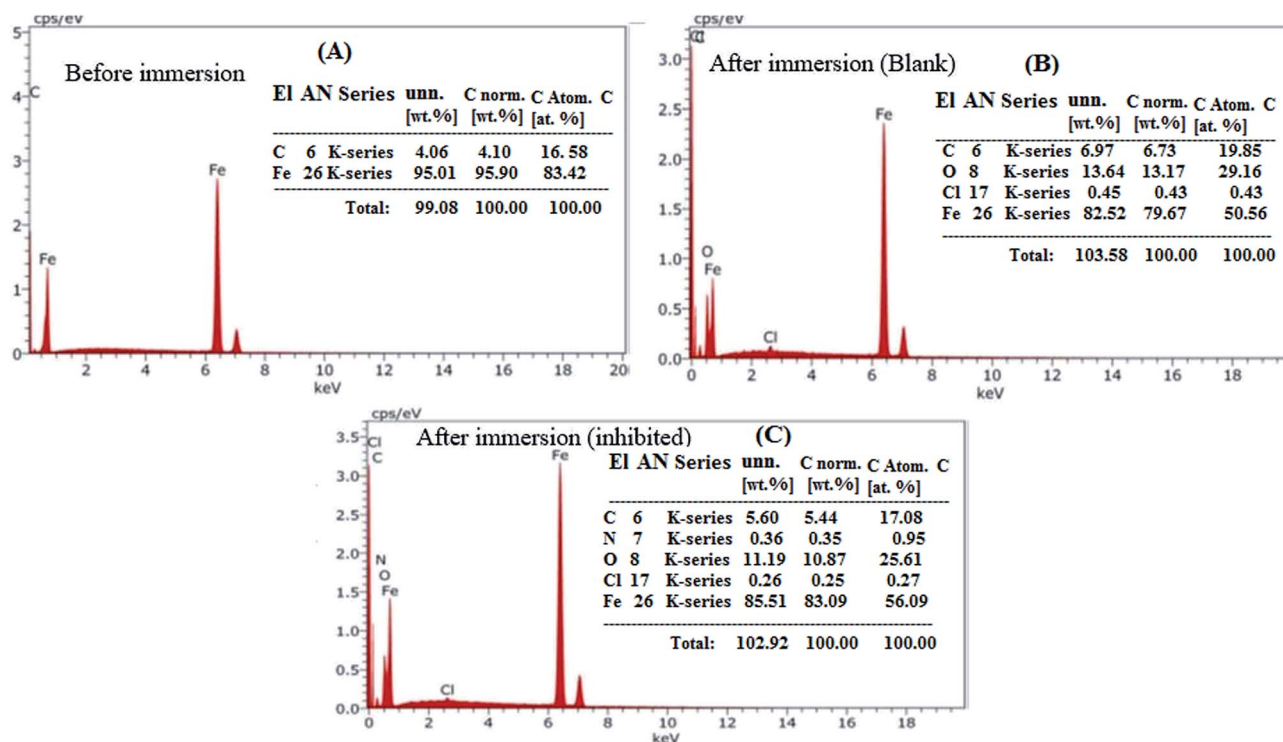 cps/eV
(A)
Before immersion
El AN Series unn. C norm. C Atom. C
[wt.%] [wt.%] [at. %]
C 6 K-series 4.06 4.10 16.58
Fe 26 K-series 95.01 95.90 83.42
Total: 99.08 100.00 100.00
C
Fe
Fe
5
4
3
2
1
0
2 4 6 8 10 12 14 16 18 20
keV
cps/eV
After immersion (Blank)
(B)
El AN Series unn. C norm. C Atom. C
[wt.%] [wt.%] [at. %]
C 6 K-series 6.97 6.73 19.85
O 8 K-series 13.64 13.17 29.16
Cl 17 K-series 0.45 0.43 0.43
Fe 26 K-series 82.52 79.67 50.56
Total: 103.58 100.00 100.00
Fe
O
Fe
Cl
3.0
2.5
2.0
1.5
1.0
0.5
0.0
0 2 4 6 8 10 12 14 16 18
keV
cps/eV
After immersion (inhibited)
(C)
El AN Series unn. C norm. C Atom. C
[wt.%] [wt.%] [at. %]
C 6 K-series 5.60 5.44 17.08
N 7 K-series 0.36 0.35 0.95
O 8 K-series 11.19 10.87 25.61
Cl 17 K-series 0.26 0.25 0.27
Fe 26 K-series 85.51 83.09 56.09
Total: 102.92 100.00 100.00
Cl
C
Fe
N
O
Fe
Cl
3.5
3.0
2.5
2.0
1.5
1.0
0.5
0.0
0 2 4 6 8 10 12 14 16 18
keV